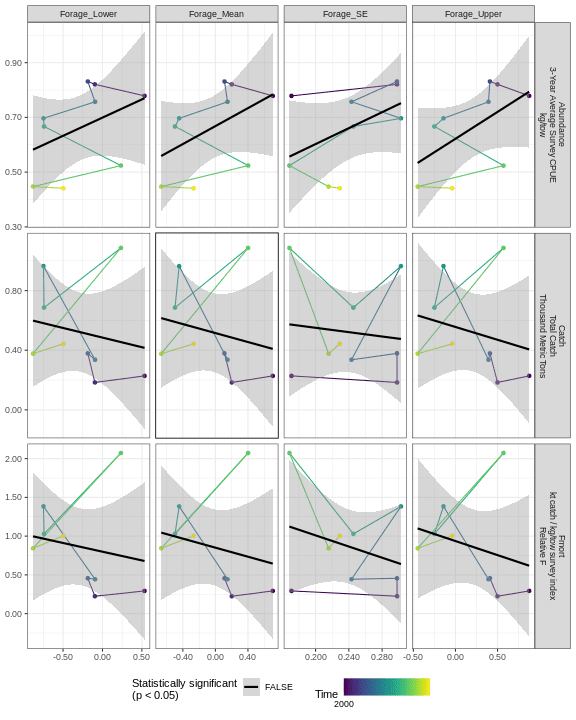 Forage_Lower Forage_Mean Forage_SE Forage_Upper
0.90
0.70
0.50
0.30
Abundance
3-Year Average Survey CPUE
kg/tow
0.80
0.40
0.00
Catch
Total Catch
Thousand Metric Tons
2.00
1.50
1.00
0.50
0.00
Fmort
kt catch / kg/tow survey index
Relative F
-0.50 0.00 0.50 -0.40 0.00 0.40 0.200 0.240 0.280 -0.50 0.00 0.50
Statistically significant
(p < 0.05)
FALSE
Time
2000